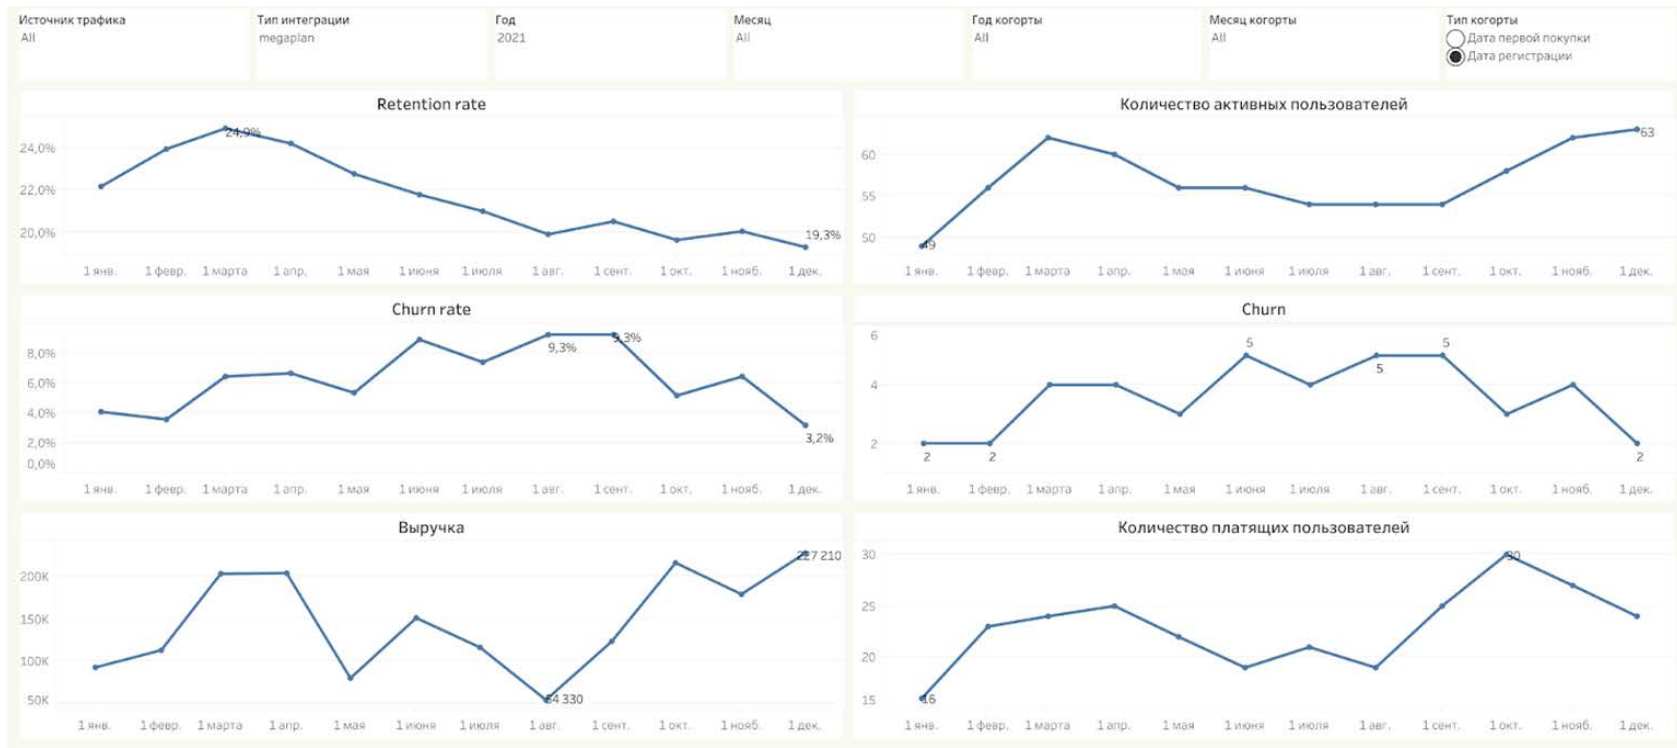 Источник трафика
All
Тип интеграции
megaplan
Год
2021
Месяц
All
Год когорты
All
Месяц когорты
All
Тип когорты
Дата первой покупки
Дата регистрации
Retention rate
24,0%
22,0%
20,0%
24,9%
19,3%
1 янв. 1 февр. 1 марта 1 апр. 1 мая 1 июня 1 июля 1 авг. 1 сент. 1 окт. 1 нояб. 1 дек.
Количество активных пользователей
60
55
50
49
63
1 янв. 1 февр. 1 марта 1 апр. 1 мая 1 июня 1 июля 1 авг. 1 сент. 1 окт. 1 нояб. 1 дек.
Churn rate
8,0%
6,0%
4,0%
2,0%
0,0%
9,3%
9,3%
3,2%
1 янв. 1 февр. 1 марта 1 апр. 1 мая 1 июня 1 июля 1 авг. 1 сент. 1 окт. 1 нояб. 1 дек.
Churn
6
4
2
2
2
5
5
5
2
1 янв. 1 февр. 1 марта 1 апр. 1 мая 1 июня 1 июля 1 авг. 1 сент. 1 окт. 1 нояб. 1 дек.
Выручка
200K
150K
100K
50K
54 330
227 210
1 янв. 1 февр. 1 марта 1 апр. 1 мая 1 июня 1 июля 1 авг. 1 сент. 1 окт. 1 нояб. 1 дек.
Количество платящих пользователей
30
25
20
15
16
30
1 янв. 1 февр. 1 марта 1 апр. 1 мая 1 июня 1 июля 1 авг. 1 сент. 1 окт. 1 нояб. 1 дек.